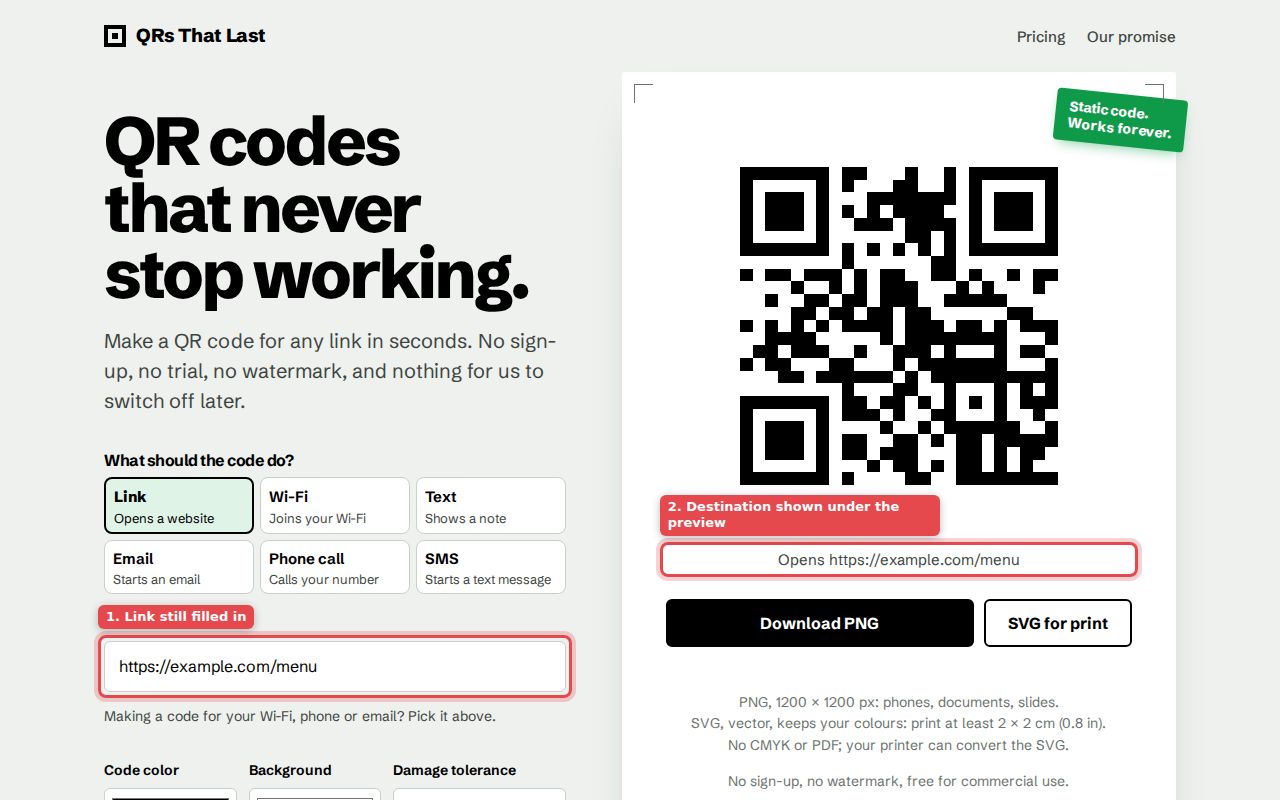 QRs That Last
Pricing
Our promise
QR codes
that never
stop working.
Make a QR code for any link in seconds. No sign-
up, no trial, no watermark, and nothing for us to
switch off later.
What should the code do?
Link
Opens a website
Wi-Fi
Joins your Wi-Fi
Text
Shows a note
Email
Starts an email
Phone call
Calls your number
SMS
Starts a text message
1. Link still filled in
https://example.com/menu
Making a code for your Wi-Fi, phone or email? Pick it above.
Code color
Background
Damage tolerance
Static code.
Works forever.
2. Destination shown under the
preview
Opens https://example.com/menu
Download PNG
SVG for print
PNG, 1200 × 1200 px: phones, documents, slides.
SVG, vector, keeps your colours: print at least 2 × 2 cm (0.8 in).
No CMYK or PDF; your printer can convert the SVG.
No sign-up, no watermark, free for commercial use.